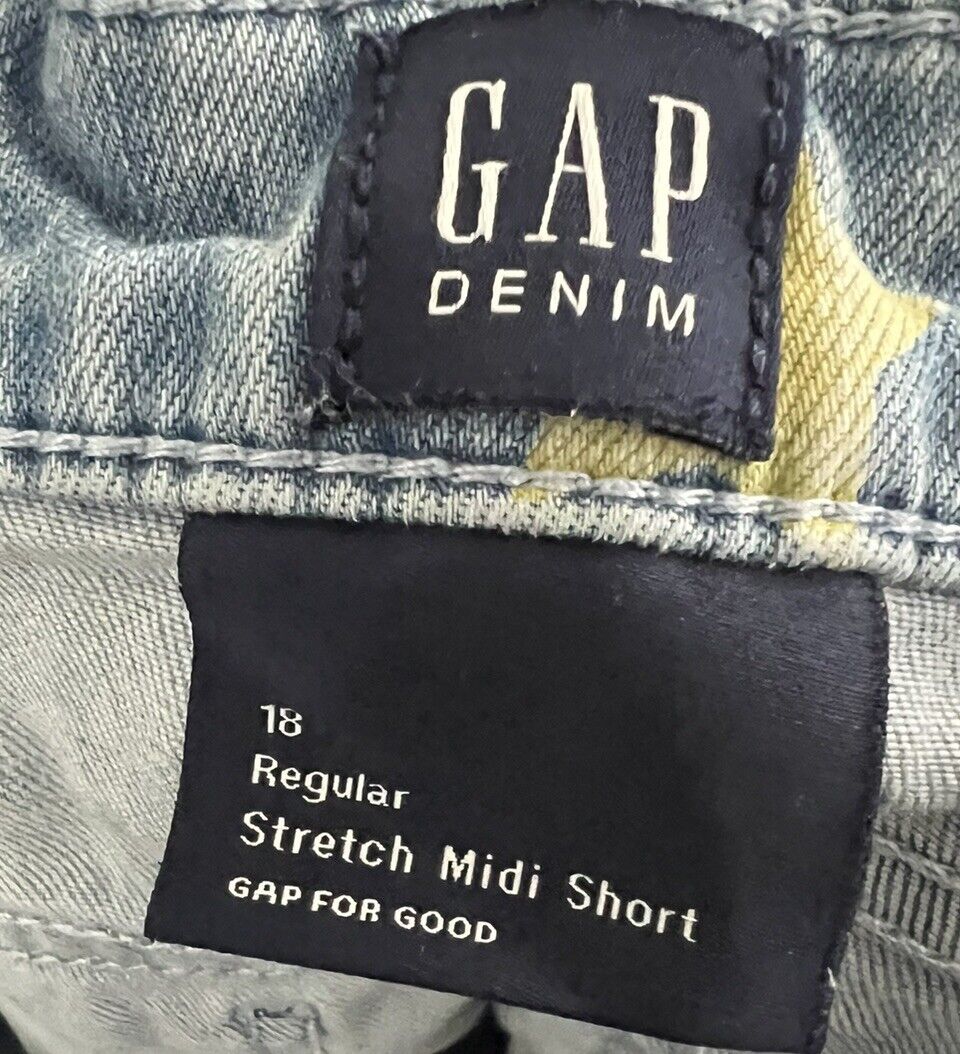 GAP
DENIM
18
Regular
Stretch Midi Short
GAP FOR GOOD